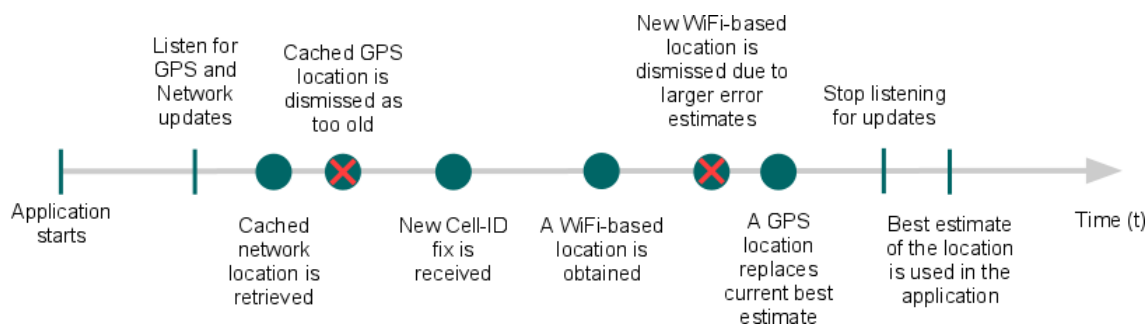 Listen for
GPS and
Network
updates
Cached GPS
location is
dismissed as
too old
New WiFi-based
location is
dismissed due to
larger error
estimates
Stop listening
for updates
Application
starts
Cached
network
location is
retrieved
New Cell-ID
fix is
received
A WiFi-based
location is
obtained
A GPS
location
replaces
current best
estimate
Best estimate
of the location
is used in the
application
Time (t)